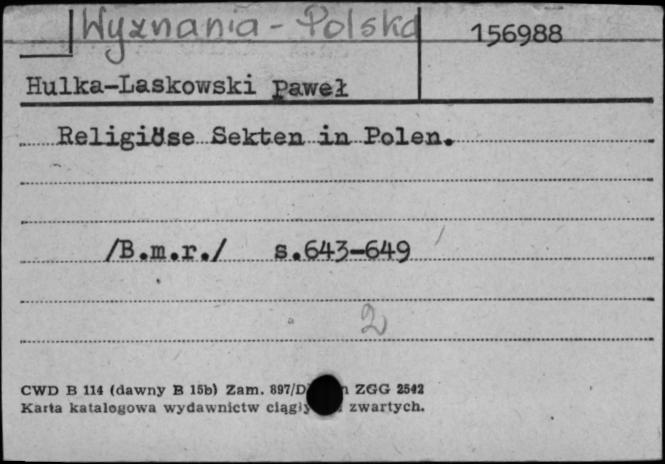 Wyznania - Polska
156988
Hulka-Laskowski Paweł
Religiöse Sekten in Polen.
/B.m.r./ s.643-649
2
CWD B 114 (dawny B 15b) Zam. 897/D ZGG 2542
Karta katalogowa wydawnictw zwartych.